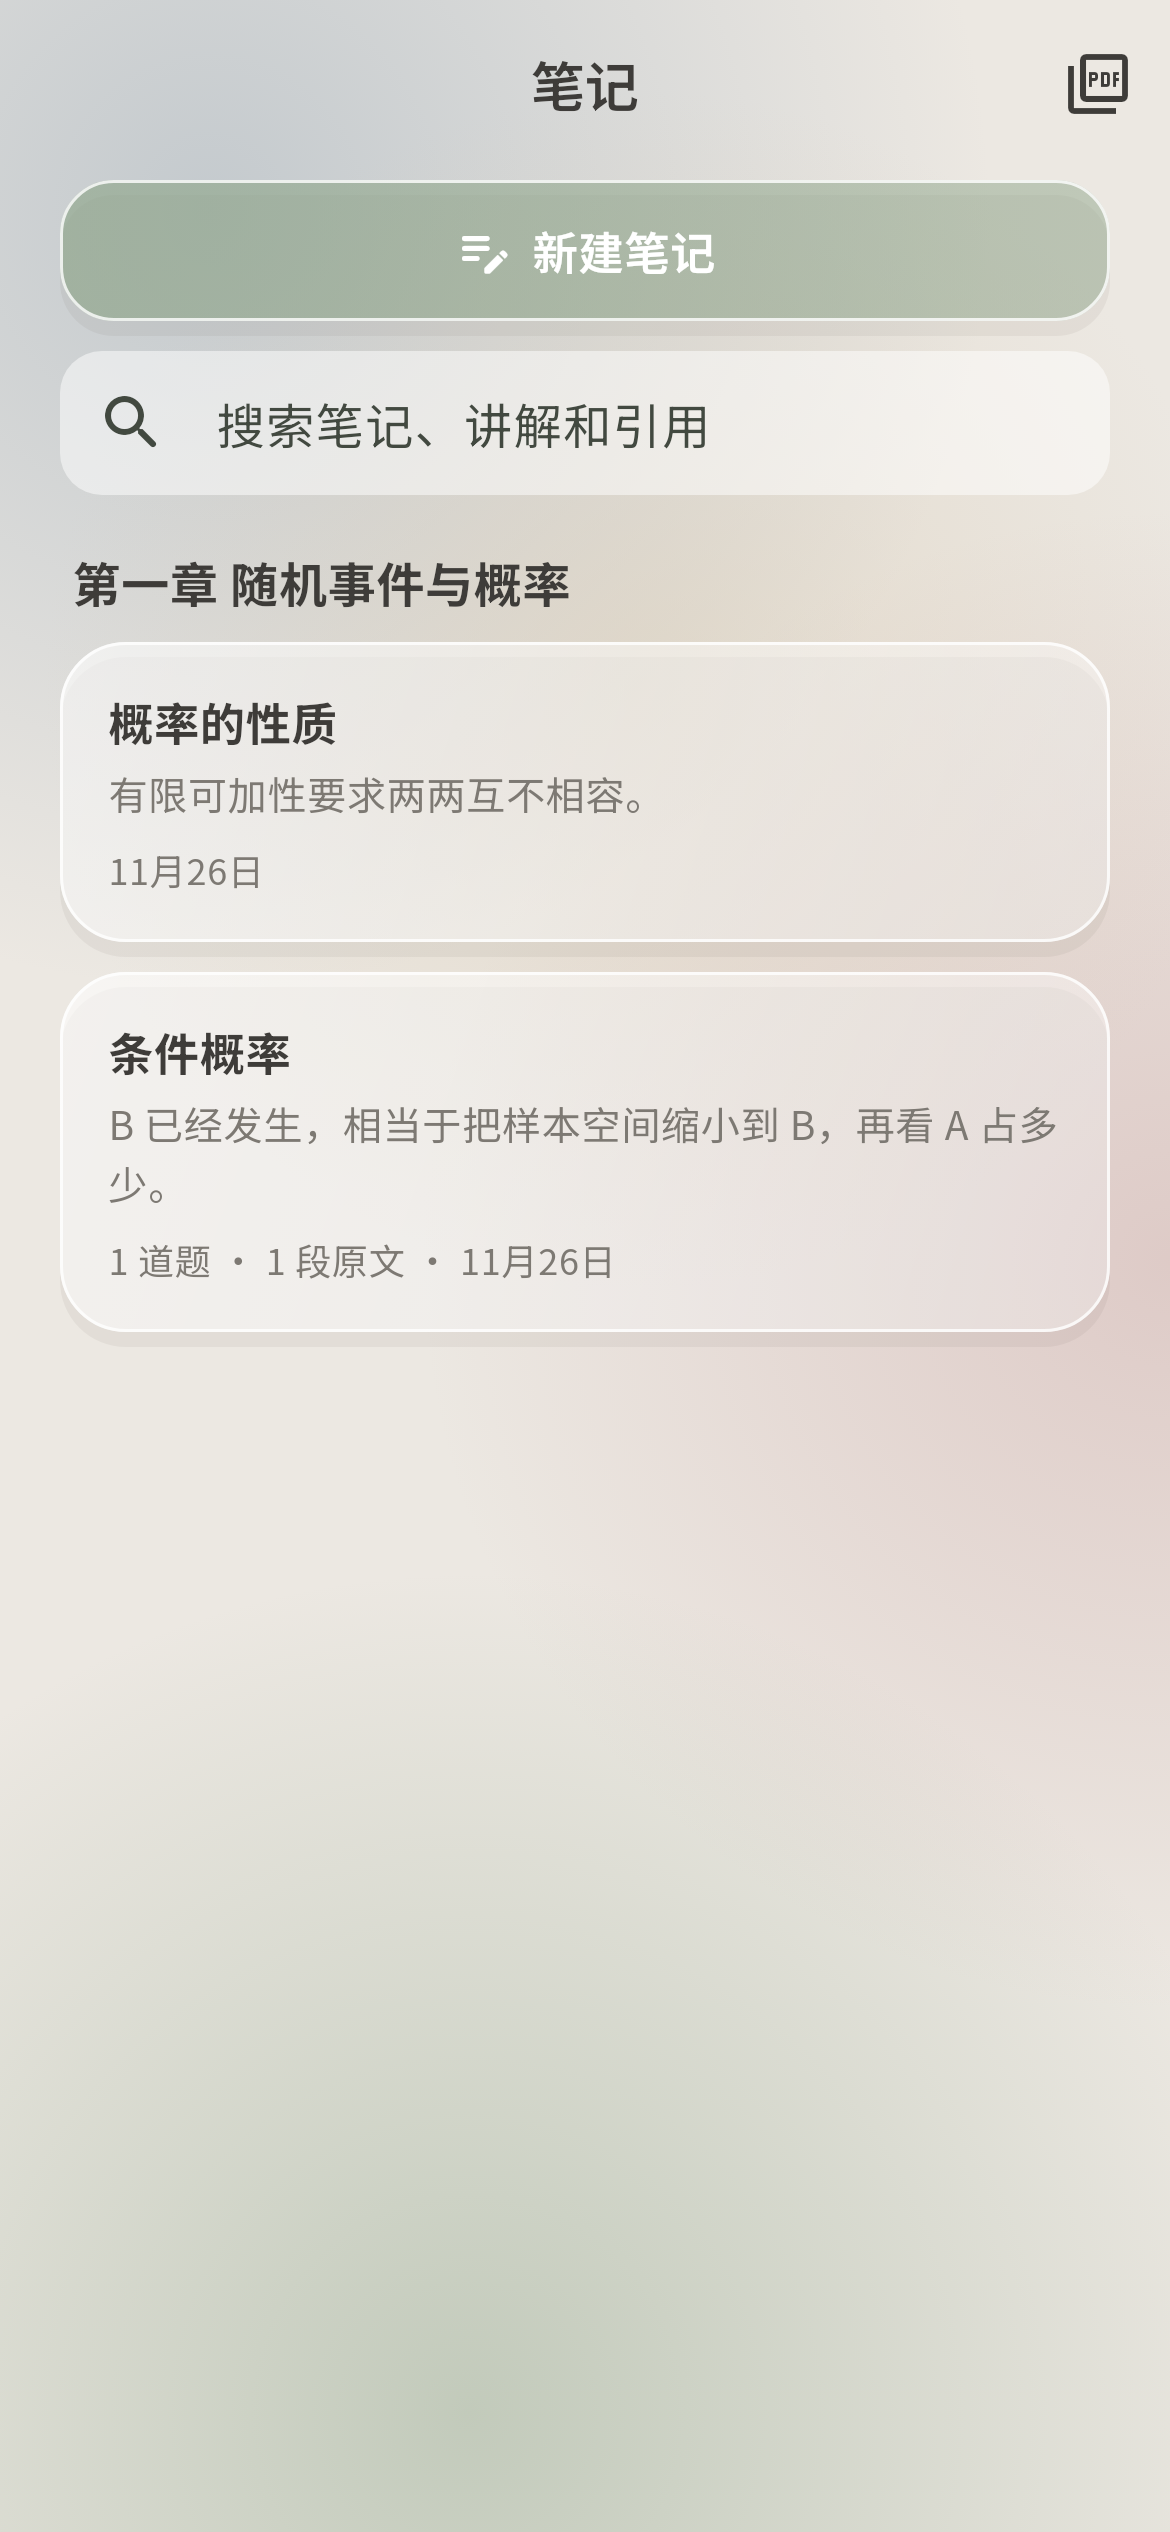 笔记
PDF
新建笔记
搜索笔记、讲解和引用
第一章 随机事件与概率
概率的性质
有限可加性要求两两互不相容。
11月26日
条件概率
B 已经发生，相当于把样本空间缩小到 B，再看 A 占多
少。
1 道题 · 1 段原文 · 11月26日